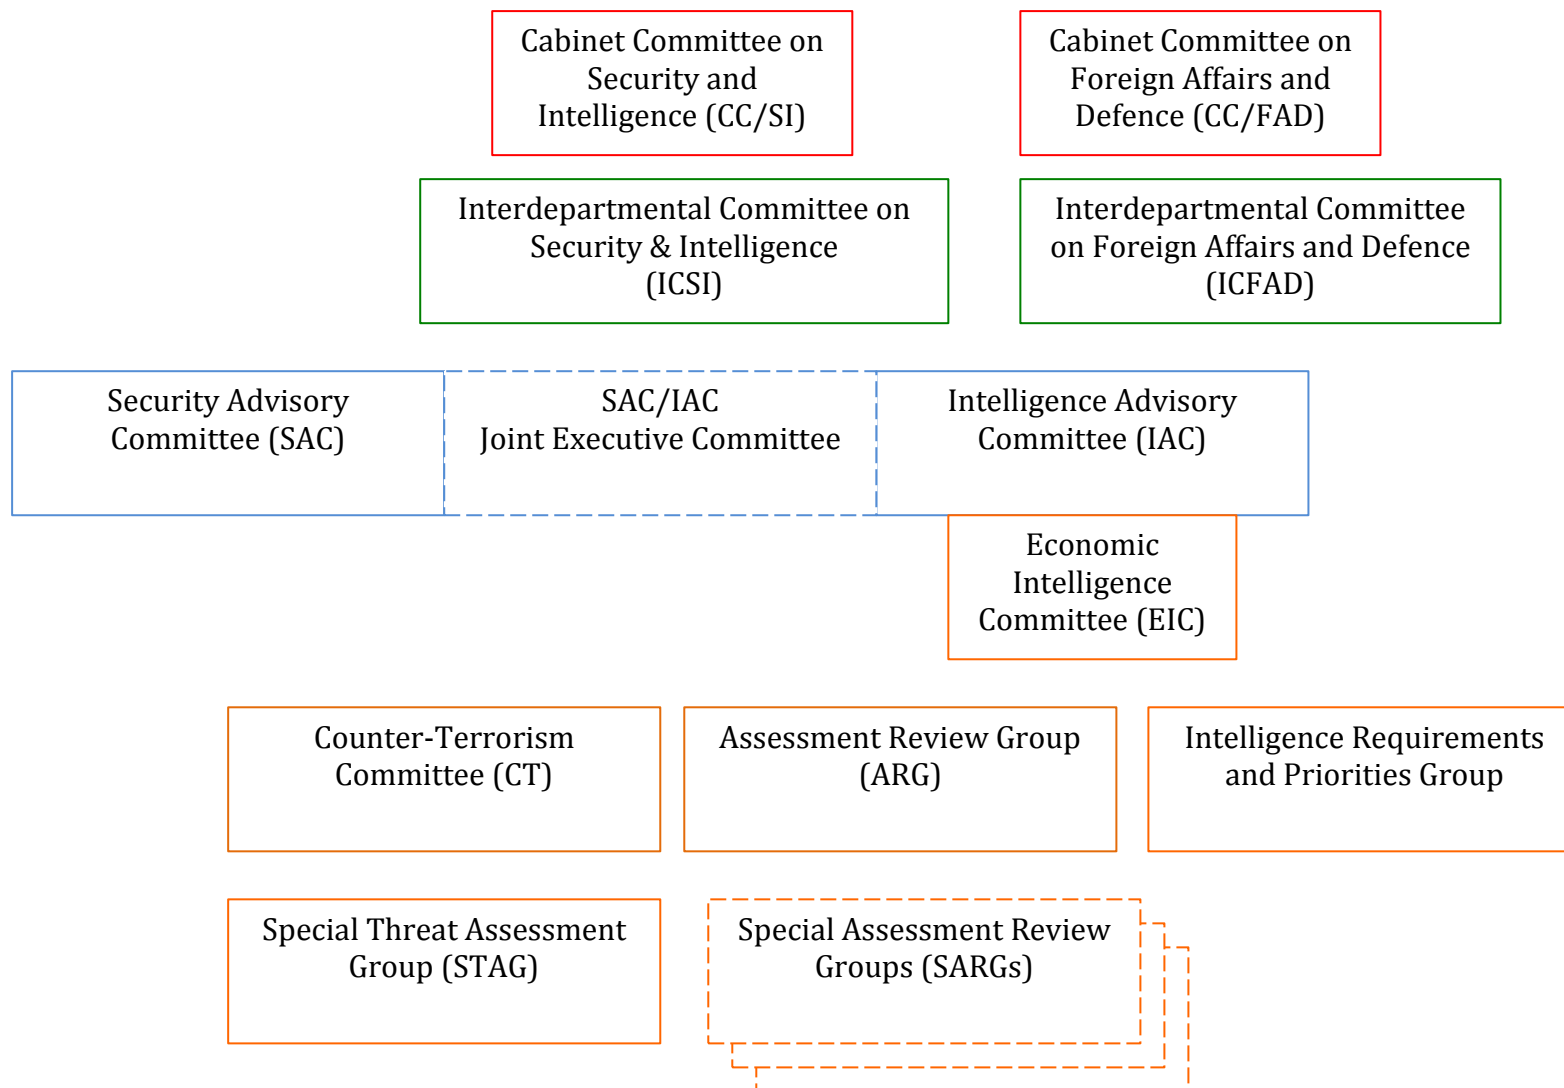 Cabinet Committee on
Security and
Intelligence (CC/SI)
Cabinet Committee on
Foreign Affairs and
Defence (CC/FAD)
Interdepartmental Committee on
Security & Intelligence
(ICSI)
Interdepartmental Committee
on Foreign Affairs and Defence
(ICFAD)
Security Advisory
Committee (SAC)
SAC/IAC
Joint Executive Committee
Intelligence Advisory
Committee (IAC)
Economic
Intelligence
Committee (EIC)
Counter-Terrorism
Committee (CT)
Assessment Review Group
(ARG)
Intelligence Requirements
and Priorities Group
Special Threat Assessment
Group (STAG)
Special Assessment Review
Groups (SARGs)